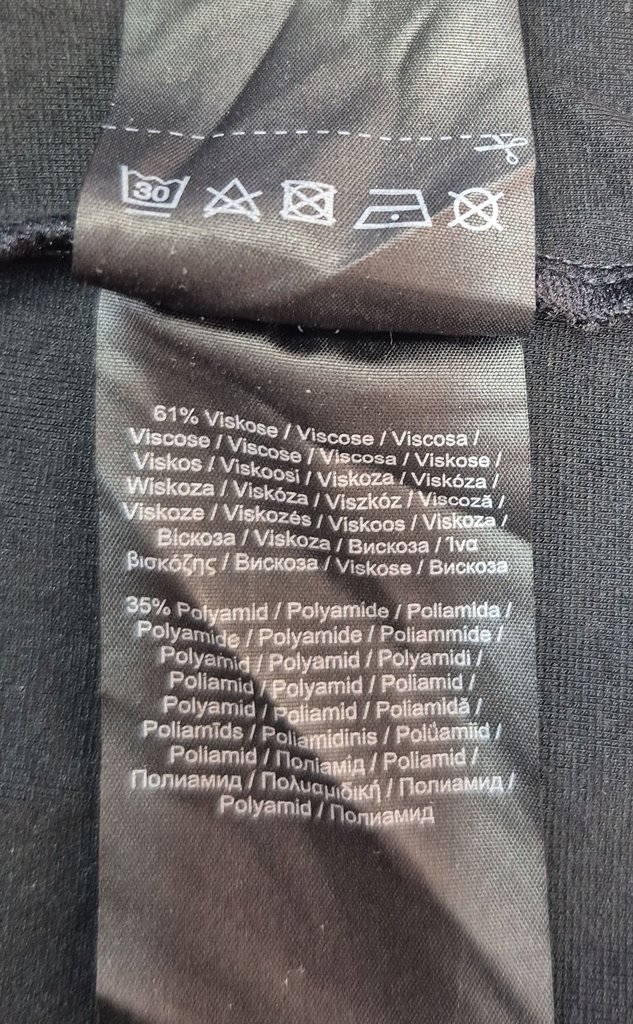 30
61% Viskose / Viscose / Viscosa /
Viscose / Viscose / Viscosa / Viskose /
Viskos / Viskoosi / Viskoza / Viskóza /
Wiskoza / Viskóza / Viszkóz / Viscoză /
Viskoze / Viskozės / Viskoos / Viskoza /
Віскоза / Viskoza / Вискоза / Ίνα
βισκόζης / Вискоза / Viskose / Вискоза
35% Polyamid / Polyamide / Poliamida /
Polyamide / Polyamide / Poliammide /
Polyamid / Polyamid / Polyamidi /
Poliamid / Polyamid / Poliamid /
Polyamid / Poliamid / Poliamidă /
Poliamīds / Poliamidinis / Polüamiid /
Poliamid / Поліамід / Poliamid /
Полиамид / Πολυαμιδική / Полиамид /
Polyamid / Полиамид